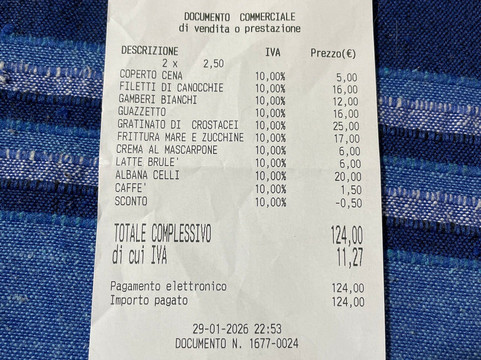 DOCUMENTO COMMERCIALE
di vendita o prestazione
DESCRIZIONE IVA Prezzo(€)
2 x 2,50
COPERTO CENA 10,00% 5,00
FILETTI DI CANOCCHIE 10,00% 16,00
GAMBERI BIANCHI 10,00% 12,00
GUAZZETTO 10,00% 16,00
GRATINATO DI CROSTACEI 10,00% 25,00
FRITTURA MARE E ZUCCHINE 10,00% 17,00
CREMA AL MASCARPONE 10,00% 6,00
LATTE BRULE' 10,00% 6,00
ALBANA CELLI 10,00% 20,00
CAFFE' 10,00% 1,50
SCONTO 10,00% -0,50
TOTALE COMPLESSIVO 124,00
di cui IVA 11,27
Pagamento elettronico 124,00
Importo pagato 124,00
29-01-2026 22:53
DOCUMENTO N. 1677-0024